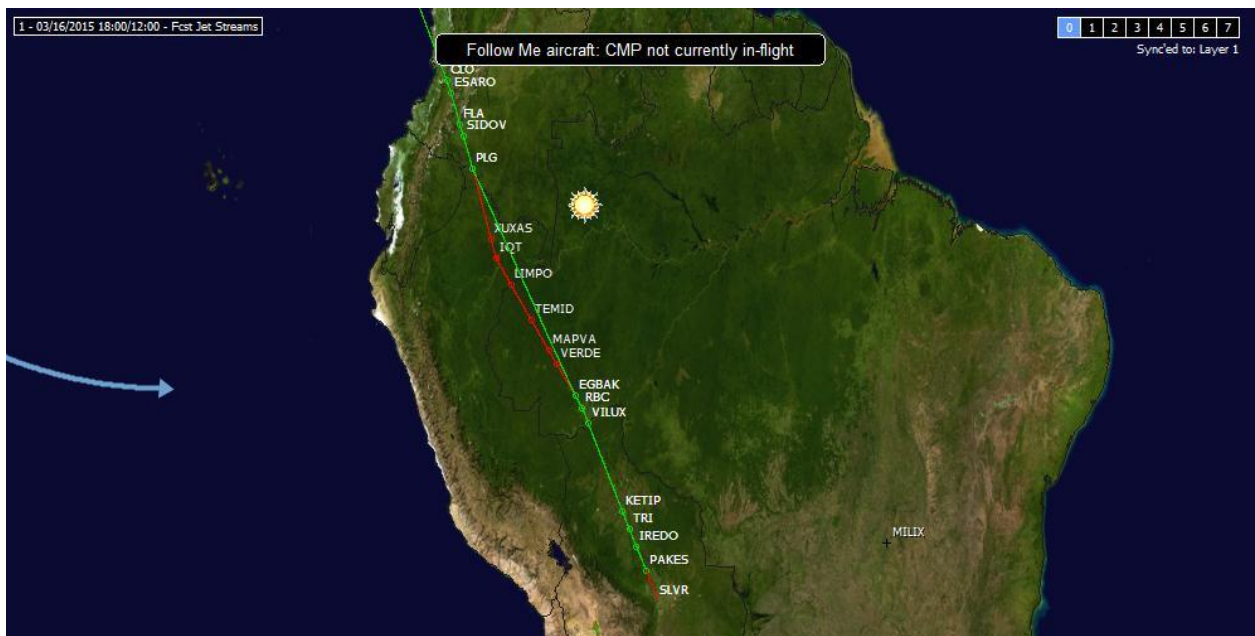 1 - 03/16/2015 18:00/12:00 - Fcst Jet Streams
0 1 2 3 4 5 6 7
Sync'ed to: Layer 1
Follow Me aircraft: CMP not currently in-flight
CLO
ESARO
FLA
SIDOV
PLG
XUXAS
IQT
LIMPO
TEMID
MAPVA
VERDE
EGBAK
RBC
VILUX
KETIP
TRI
IREDO
MILIX
PAKES
SLVR